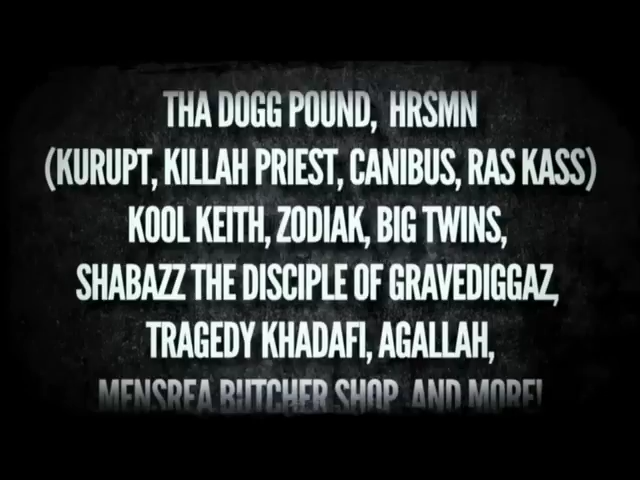 THA DOGG POUND, HRSMN
(KURUPT, KILLAH PRIEST, CANIBUS, RAS KASS)
KOOL KEITH, ZODIAK, BIG TWINS,
SHABAZZ THE DISCIPLE OF GRAVEDIGGAZ,
TRAGEDY KHADAFI, AGALLAH,
MENSREA BUTCHER SHOP, AND MORE!